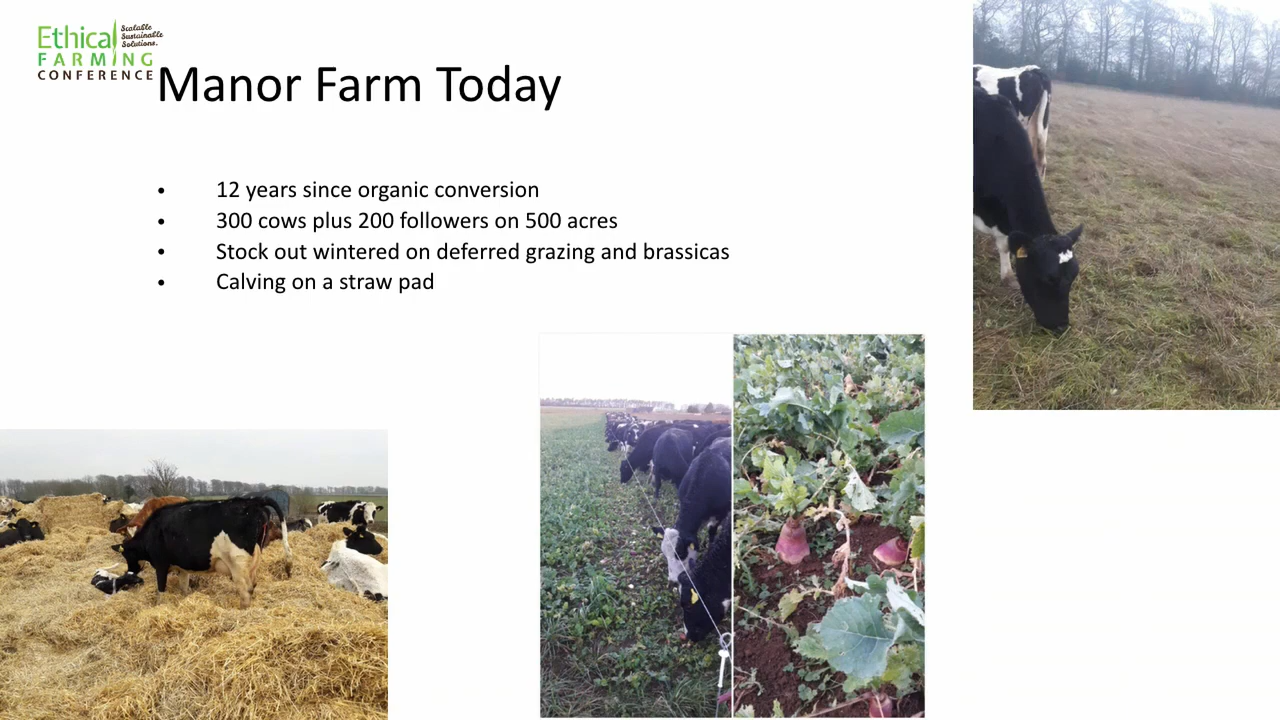 Ethical
Scalable
Sustainable
Solutions.
FARMING
CONFERENCE
Manor Farm Today
• 12 years since organic conversion
• 300 cows plus 200 followers on 500 acres
• Stock out wintered on deferred grazing and brassicas
• Calving on a straw pad